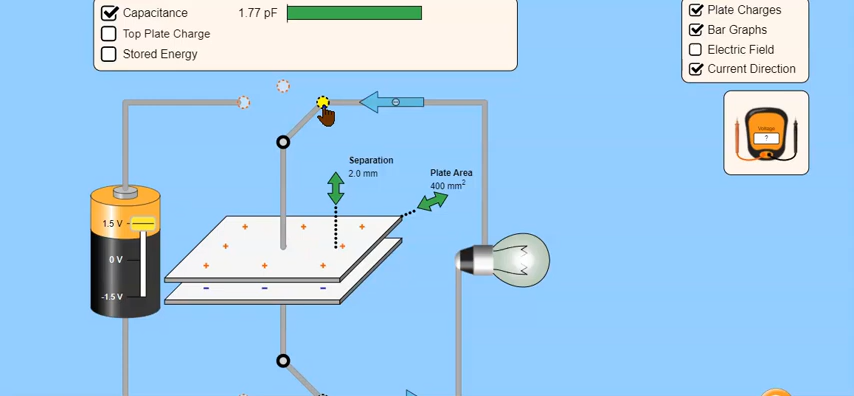 Capacitance 1.77 pF
Top Plate Charge
Stored Energy
Plate Charges
Bar Graphs
Electric Field
Current Direction
Voltage
?
Separation
2.0 mm
Plate Area
400 mm²
1.5 V
0 V
-1.5 V